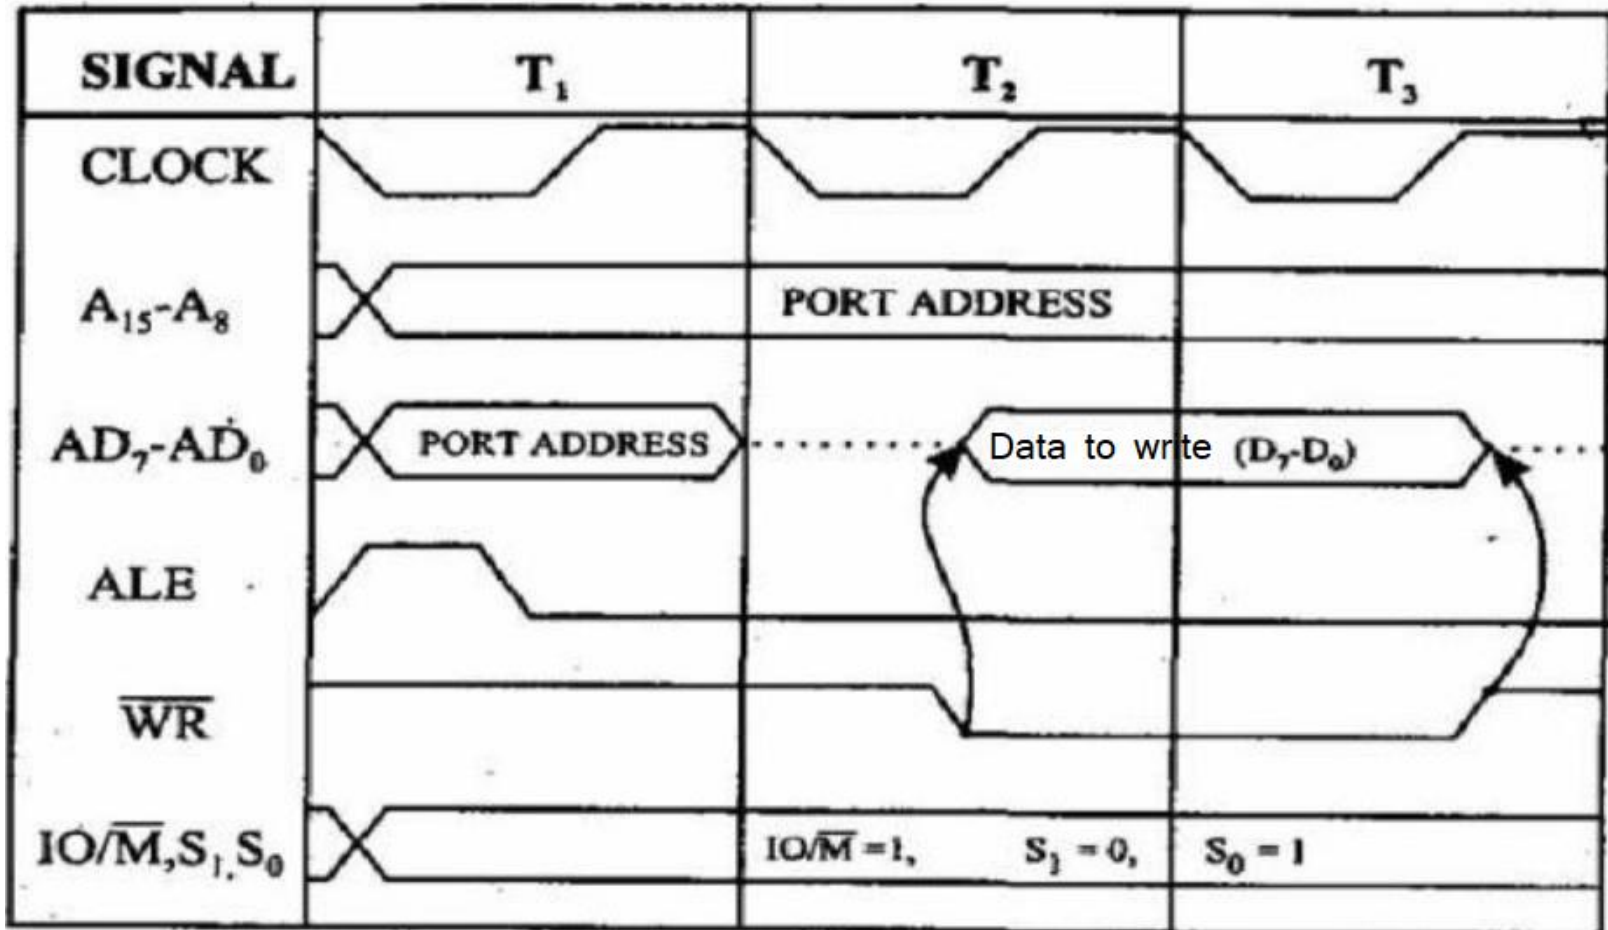 SIGNAL T₁ T₂ T₃
CLOCK
A₁₅-A₈ PORT ADDRESS
AD₇-AD₀ PORT ADDRESS Data to write (D₇-D₀)
ALE
W̅R̅
IO/M̅,S₁,S₀ IO/M̅ =1, S₁ = 0, S₀ = 1